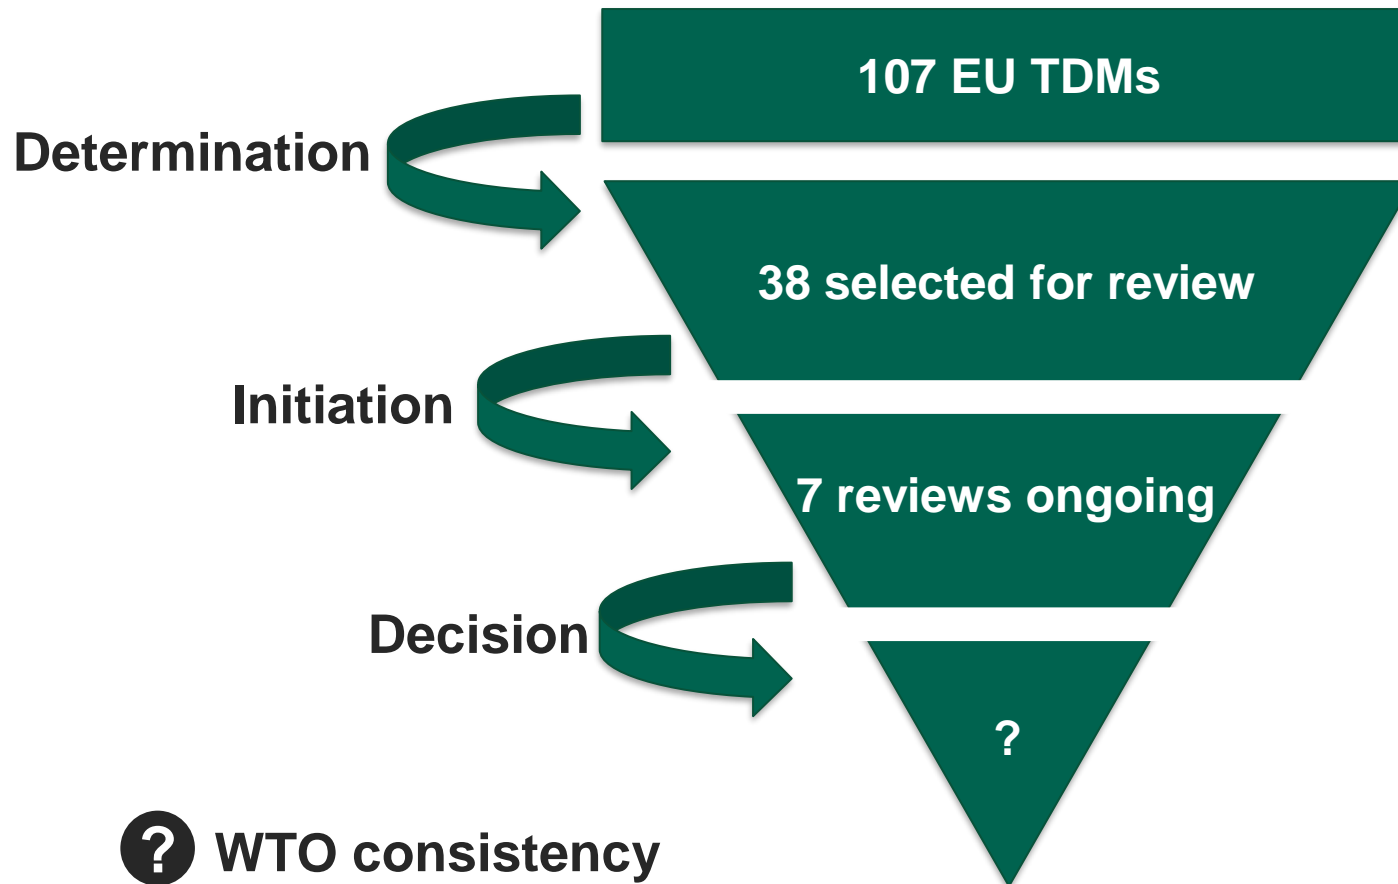 107 EU TDMs
Determination
38 selected for review
Initiation
7 reviews ongoing
Decision
?
? WTO consistency